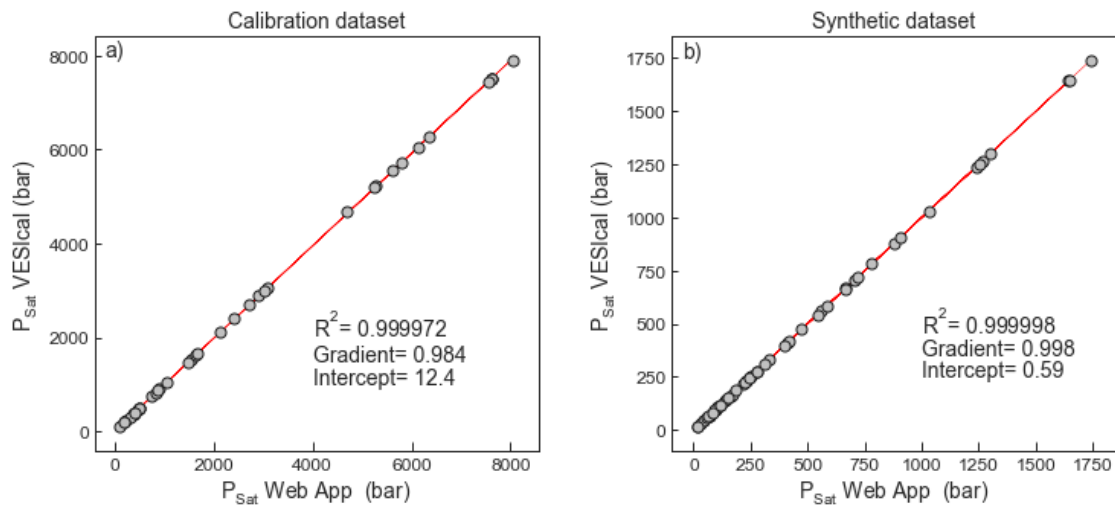 Calibration dataset
a)
8000
6000
4000
2000
0
P_Sat VESIcal (bar)
R^2= 0.999972
Gradient= 0.984
Intercept= 12.4
0 2000 4000 6000 8000
P_Sat Web App (bar)
Synthetic dataset
b)
1750
1500
1250
1000
750
500
250
0
P_Sat VESIcal (bar)
R^2= 0.999998
Gradient= 0.998
Intercept= 0.59
0 250 500 750 1000 1250 1500 1750
P_Sat Web App (bar)